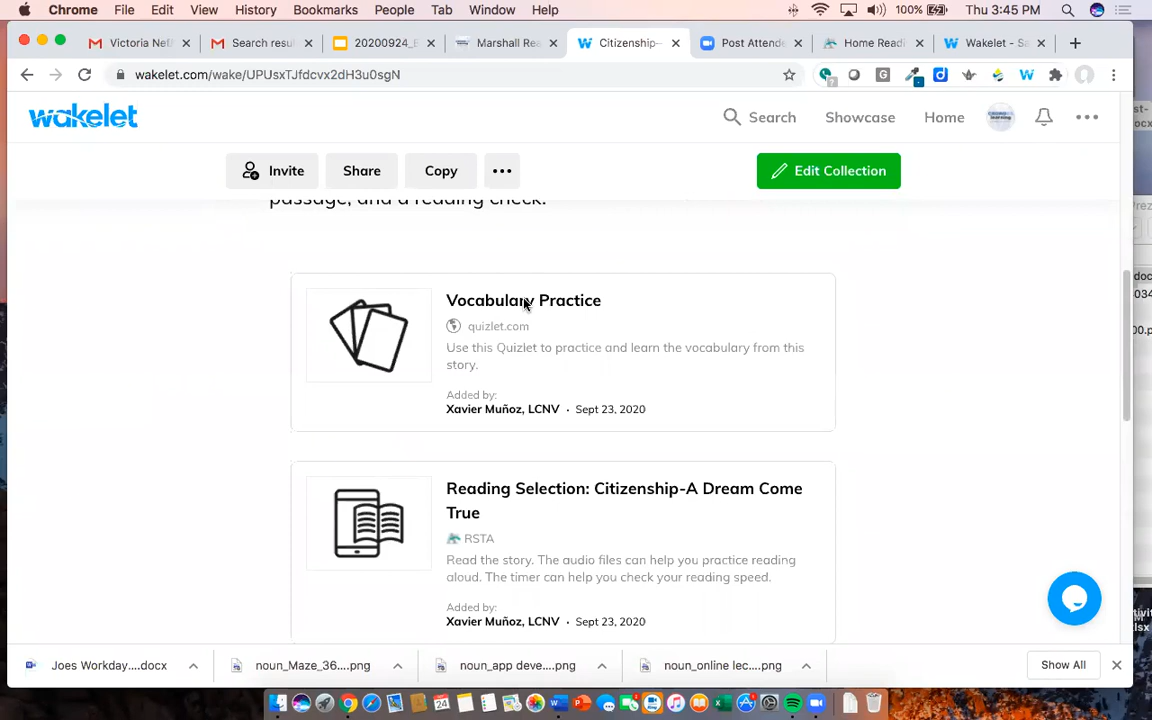 Chrome File Edit View History Bookmarks People Tab Window Help 100% Thu 3:45 PM
Victoria Net Search resu 20200924_ Marshall Rea Citizenship- Post Attende Home Readi Wakelet - Sa
wakelet.com/wake/UPUsxTJfdcvx2dH3u0sgN
wakelet Search Showcase Home
Invite Share Copy Edit Collection
passage, and a reading check.
Vocabulary Practice
quizlet.com
Use this Quizlet to practice and learn the vocabulary from this
story.
Added by:
Xavier Muñoz, LCNV · Sept 23, 2020
Reading Selection: Citizenship-A Dream Come
True
RSTA
Read the story. The audio files can help you practice reading
aloud. The timer can help you check your reading speed.
Added by:
Xavier Muñoz, LCNV · Sept 23, 2020
Joes Workday....docx noun_Maze_36....png noun_app deve....png noun_online lec....png Show All